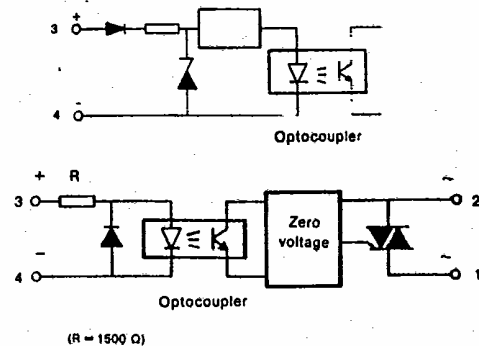 3 +
4 -
Optocoupler
+ R ~
3 2
Zero
voltage
4 - ~ 1
Optocoupler
(R = 1500 Ω)